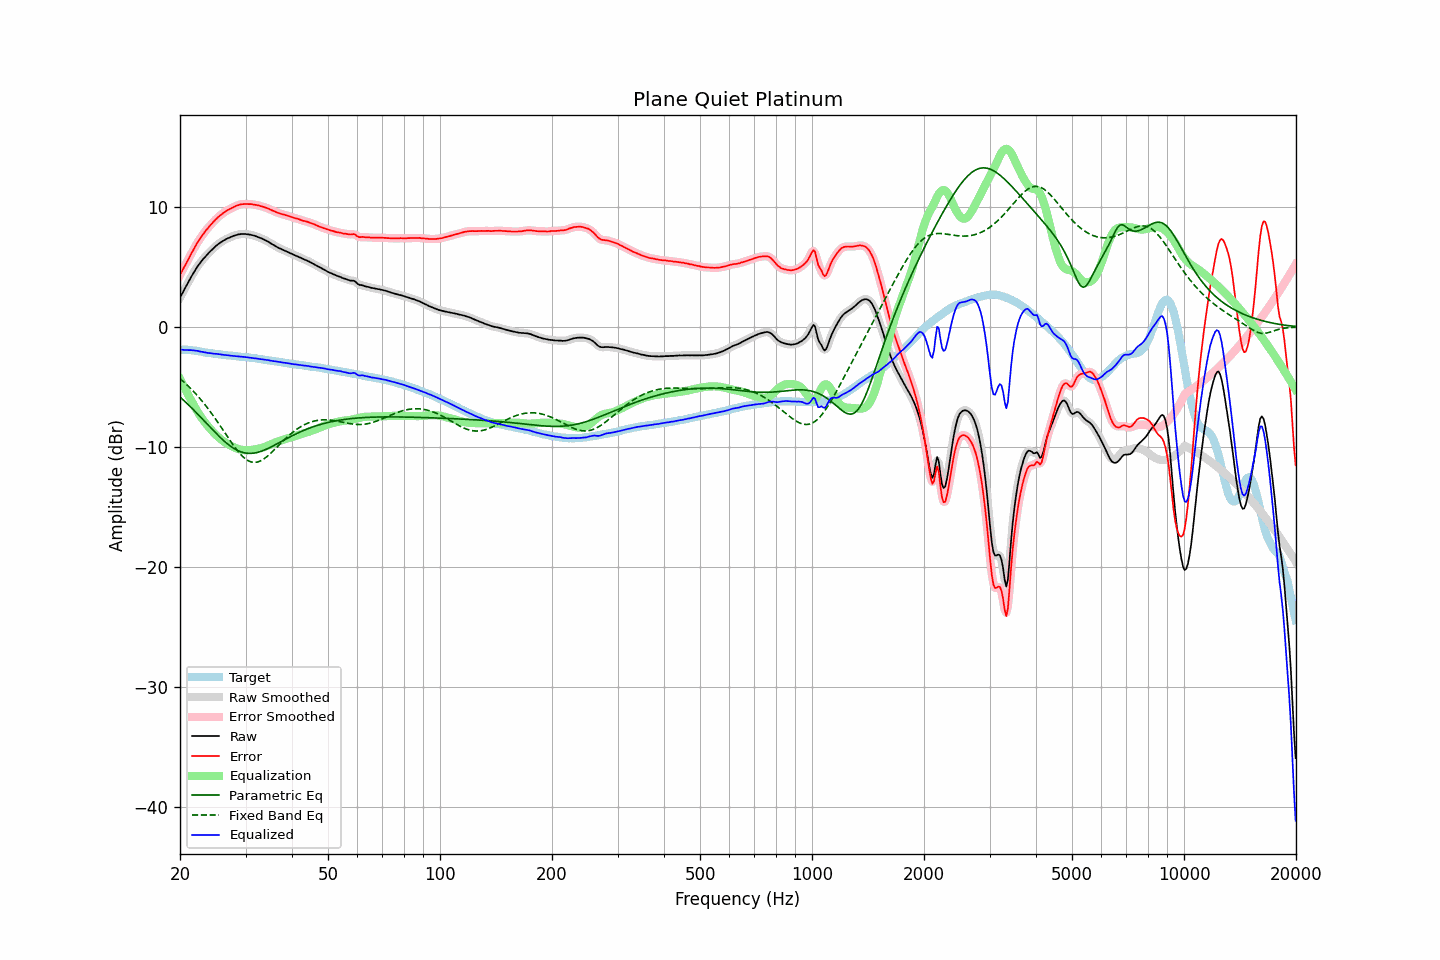 Plane Quiet Platinum
Amplitude (dBr)
10
0
−10
−20
−30
−40
Target
Raw Smoothed
Error Smoothed
Raw
Error
Equalization
Parametric Eq
Fixed Band Eq
Equalized
20 50 100 200 500 1000 2000 5000 10000 20000
Frequency (Hz)